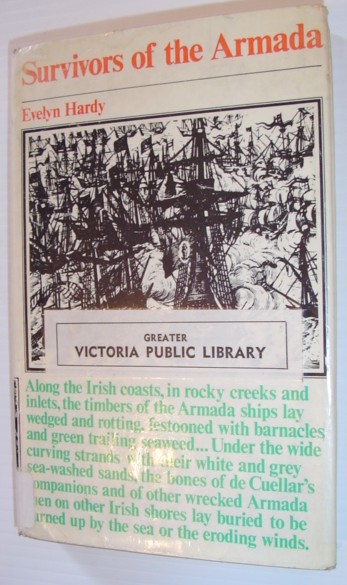 Survivors of the Armada
Evelyn Hardy
GREATER
VICTORIA PUBLIC LIBRARY
Along the Irish coasts, in rocky creeks and
inlets, the timbers of the Armada ships lay
wedged and rotting, festooned with barnacles
and green trailing seaweed... Under the wide
curving strands with their white and grey
sea-washed sands, the bones of de Cuellar's
companions and of other wrecked Armada
men on other Irish shores lay buried to be
turned up by the sea or the eroding winds.